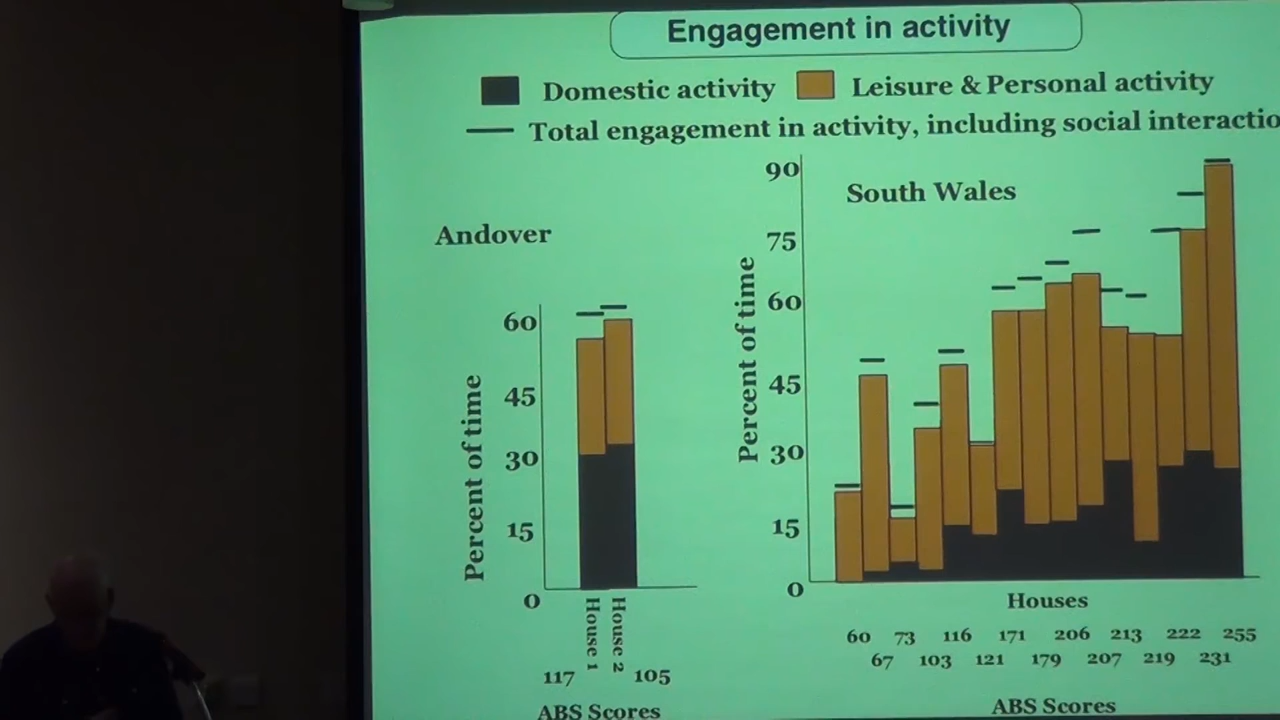 Engagement in activity
Domestic activity
Leisure & Personal activity
Total engagement in activity, including social interactio
Andover
Percent of time
60
45
30
15
0
House 1
House 2
117
105
ABS Scores
South Wales
Percent of time
90
75
60
45
30
15
0
Houses
60 73 116 171 206 213 222 255
67 103 121 179 207 219 231
ABS Scores